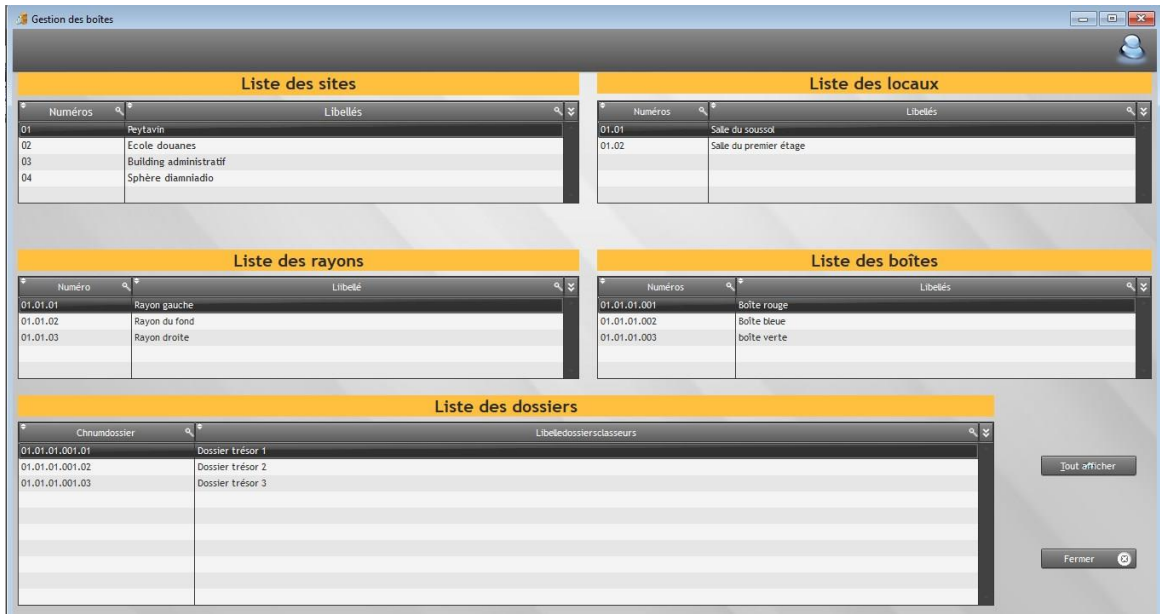 Gestion des boîtes
Liste des sites
Numéros Libellés
01 Peytavin
02 Ecole douanes
03 Building administratif
04 Sphère diamniadio
Liste des locaux
Numéros Libellés
01.01 Salle du soussol
01.02 Salle du premier étage
Liste des rayons
Numéro Llibellé
01.01.01 Rayon gauche
01.01.02 Rayon du fond
01.01.03 Rayon droite
Liste des boîtes
Numéros Libellés
01.01.01.001 Boîte rouge
01.01.01.002 Boîte bleue
01.01.01.003 boîte verte
Liste des dossiers
Chnumdossier Libelledossiersclasseurs
01.01.01.001.01 Dossier trésor 1
01.01.01.001.02 Dossier trésor 2
01.01.01.001.03 Dossier trésor 3
Tout afficher
Fermer